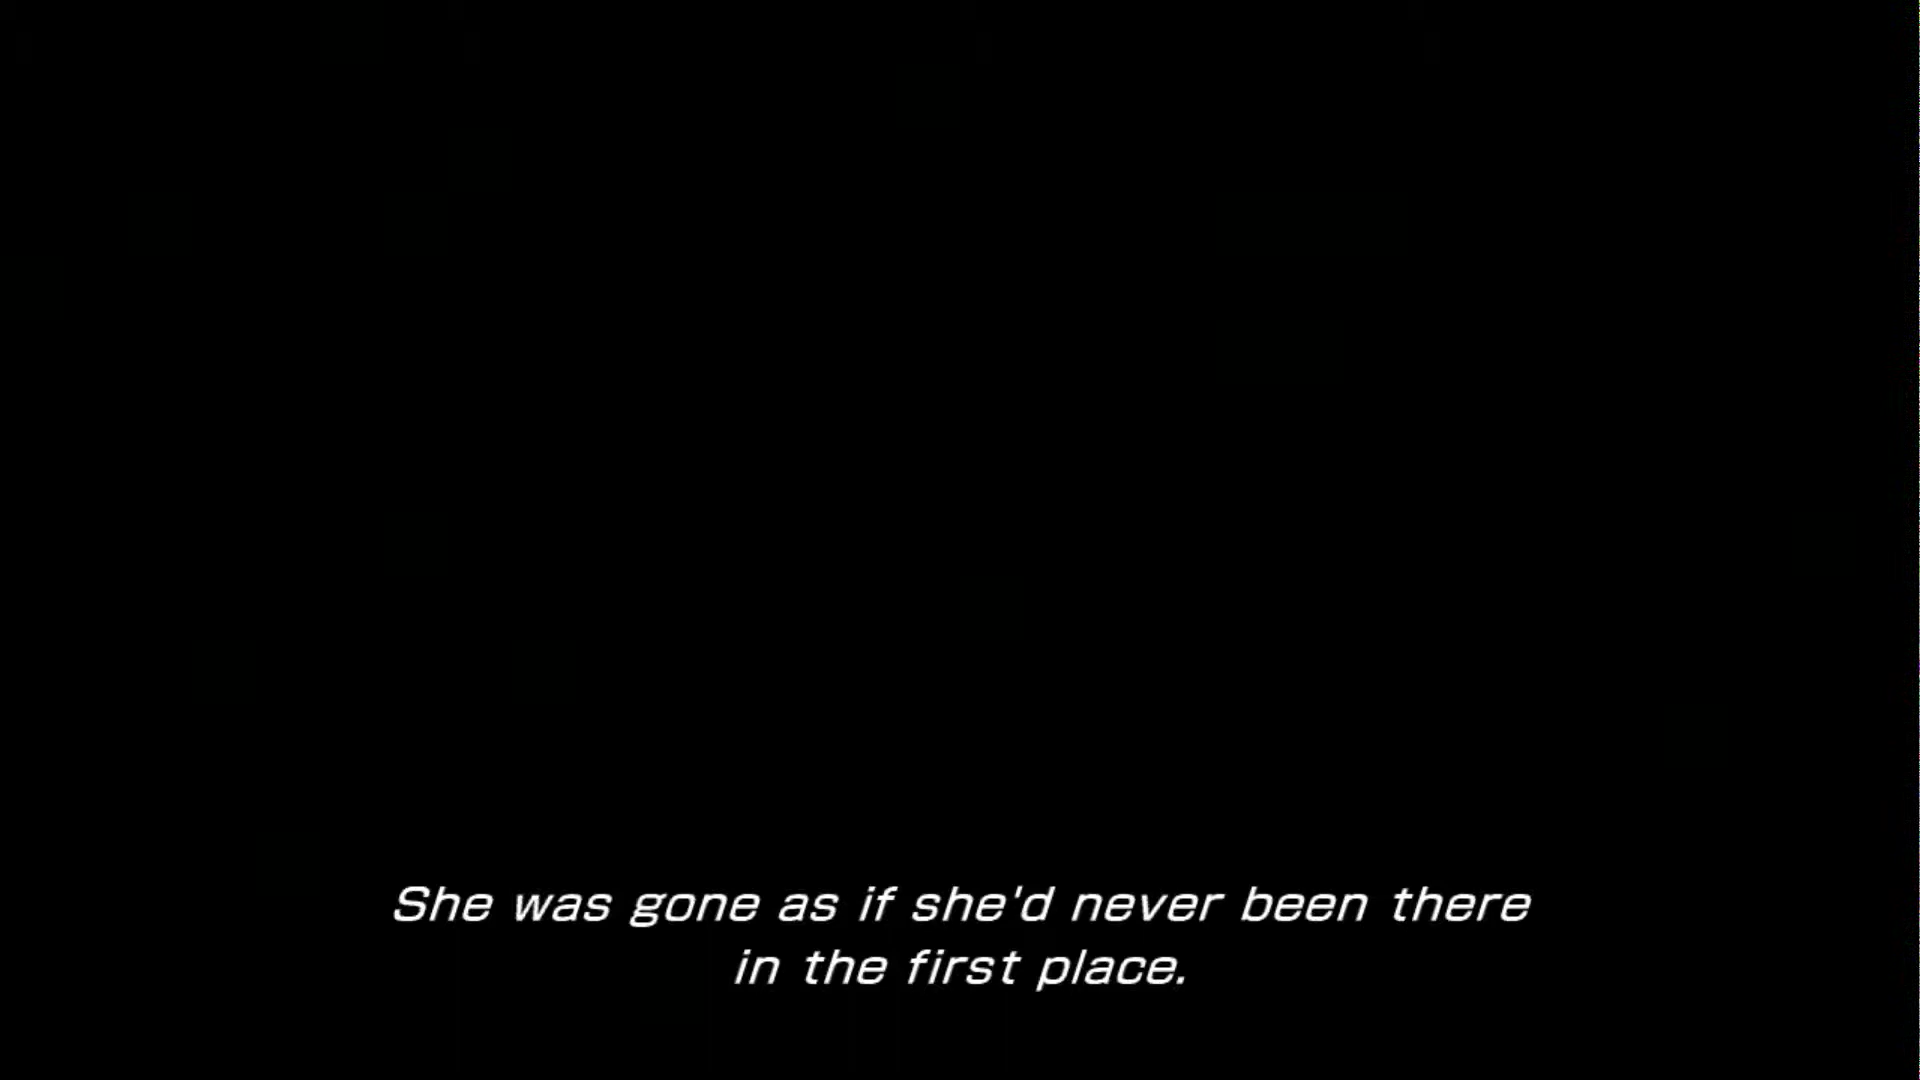 She was gone as if she'd never been there
in the first place.